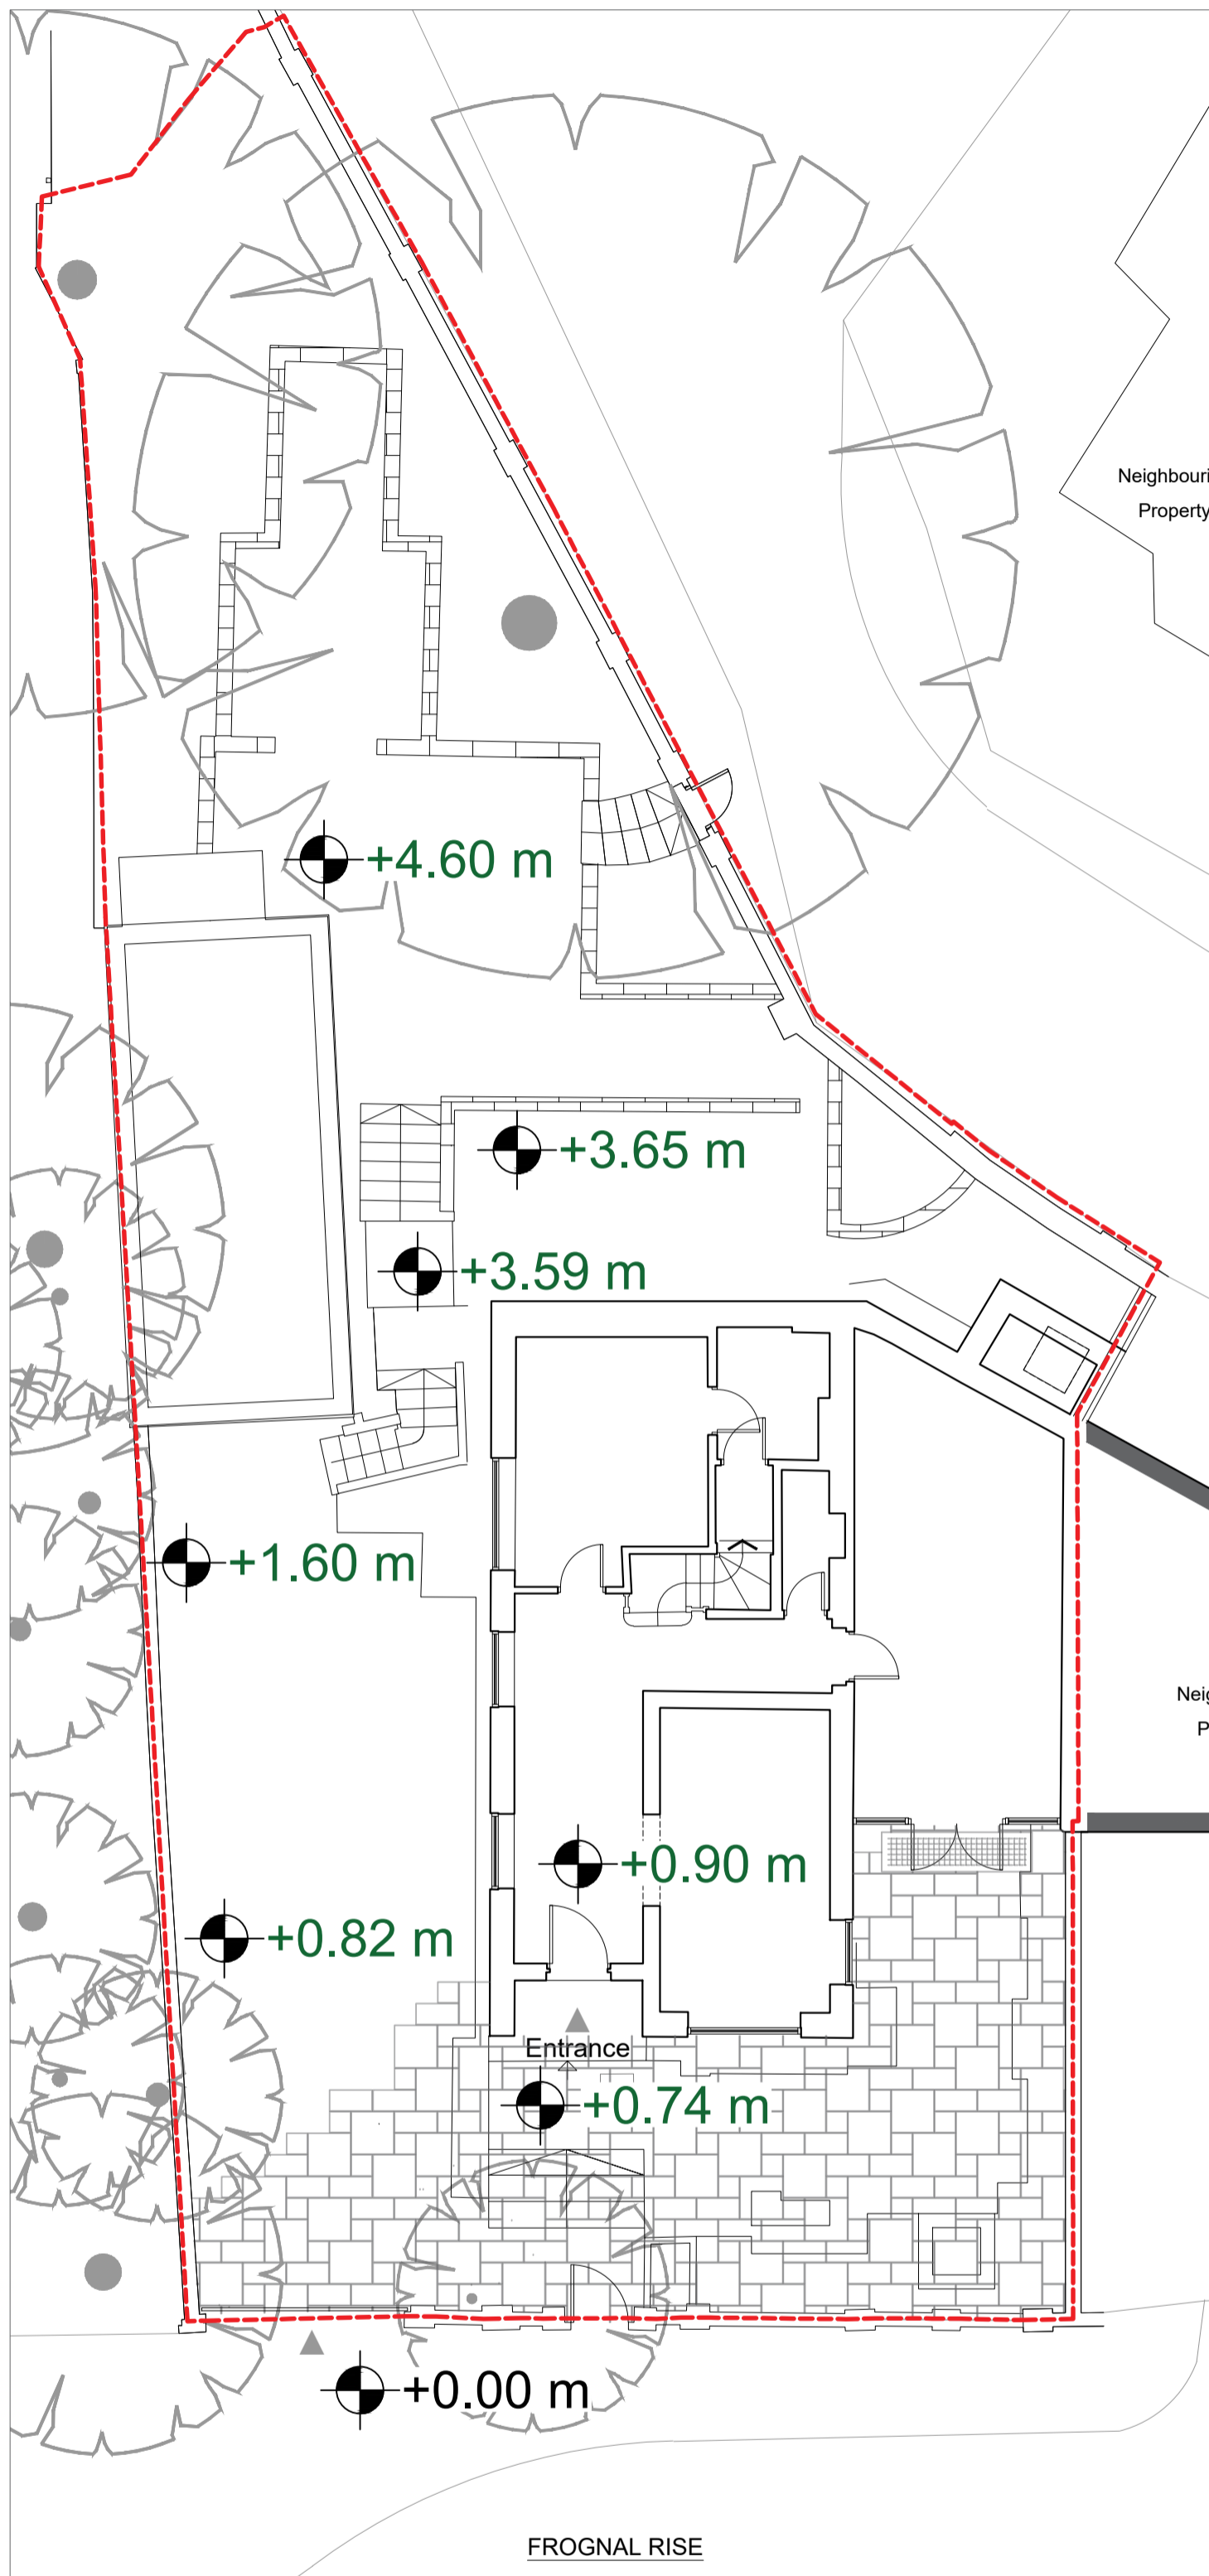 Neighbouri
Property
+4.60 m
+3.65 m
+3.59 m
+1.60 m
Neig
P
+0.90 m
+0.82 m
Entrance
+0.74 m
+0.00 m
FROGNAL RISE